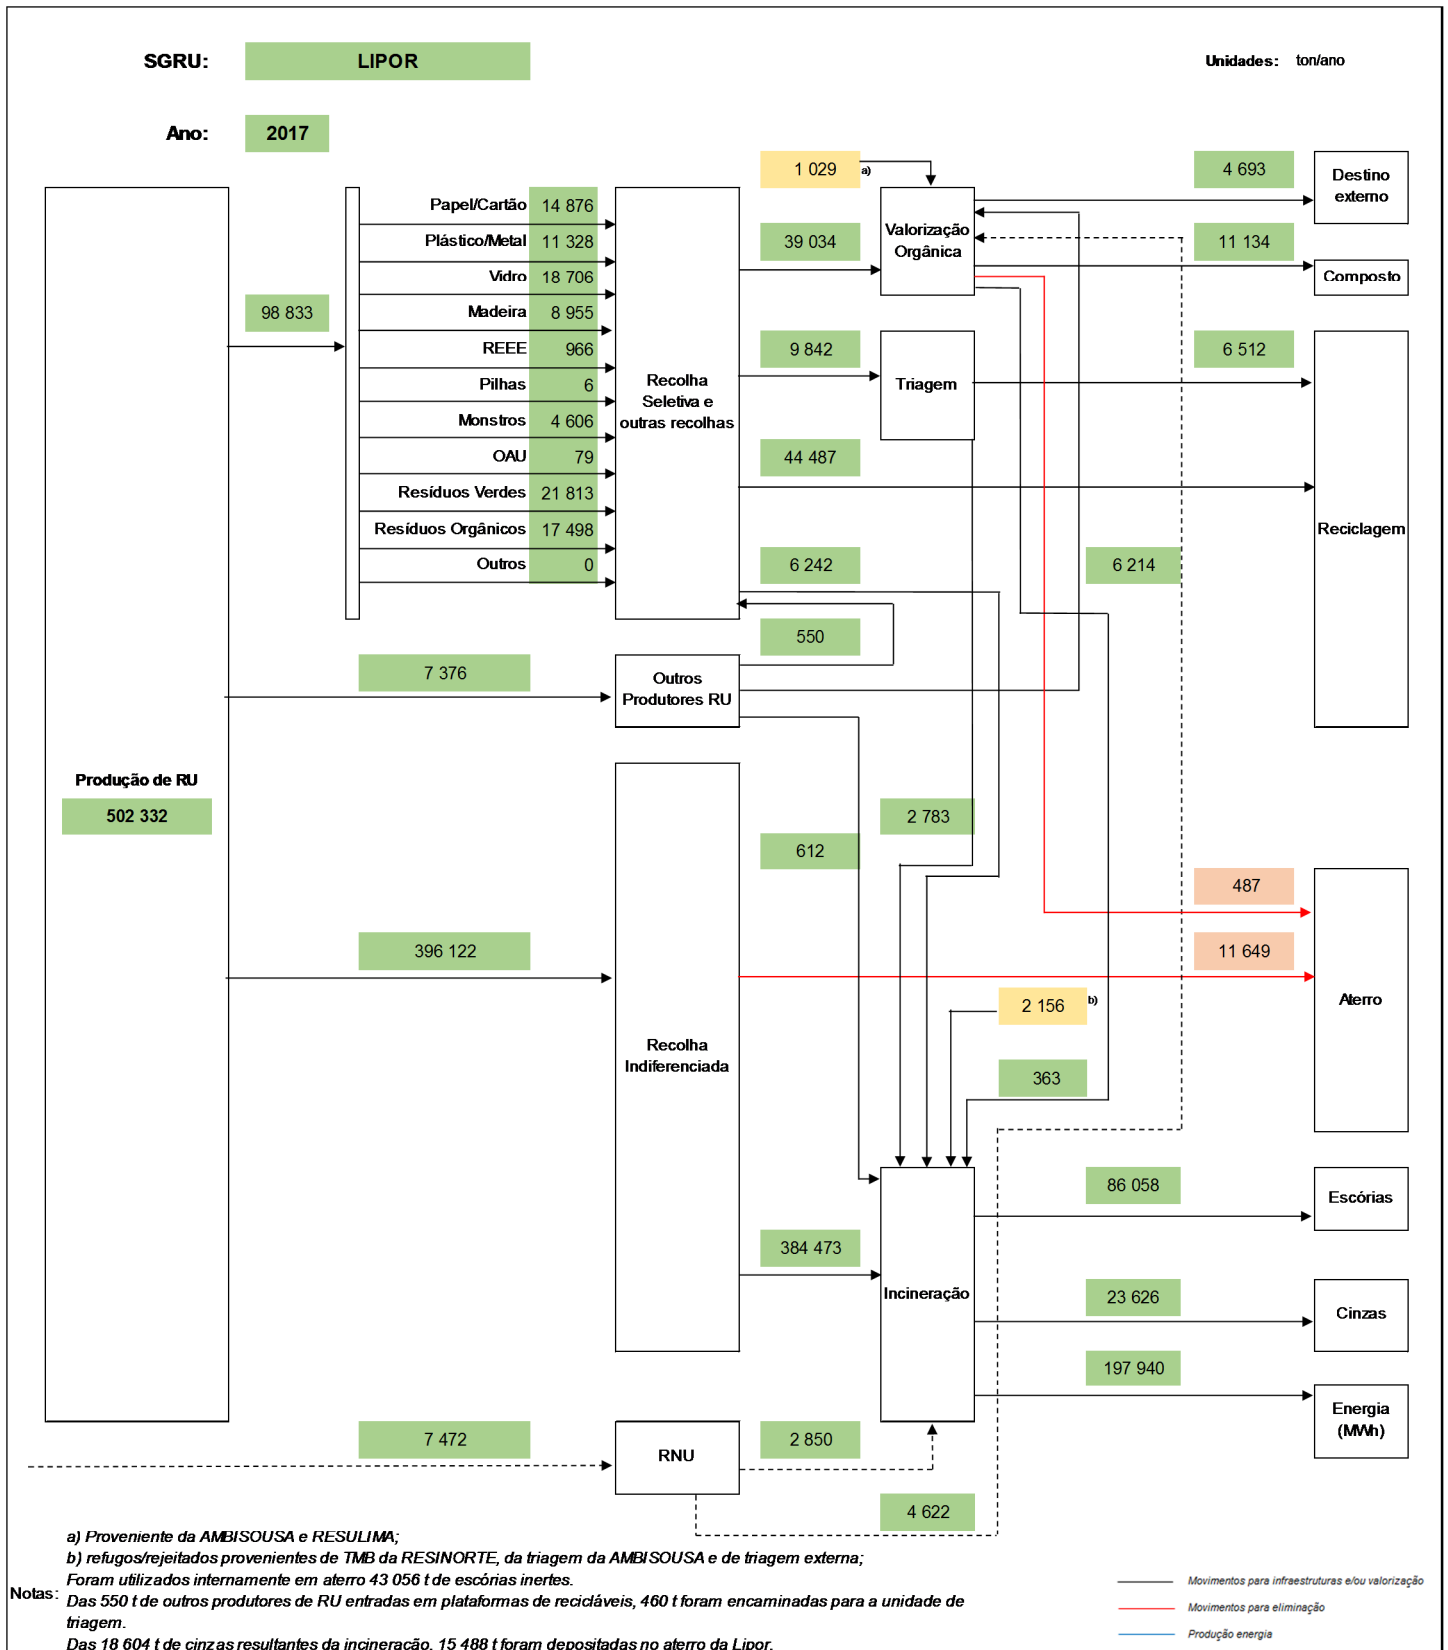 SGRU:
LIPOR
Unidades: ton/ano
Ano:
2017
1 029 a)
4 693
Destino
externo
Papel/Cartão 14 876
Plástico/Metal 11 328
Vidro 18 706
Madeira 8 955
REEE 966
Pilhas 6
Monstros 4 606
OAU 79
Resíduos Verdes 21 813
Resíduos Orgânicos 17 498
Outros 0
98 833
Recolha
Seletiva e
outras recolhas
39 034
Valorização
Orgânica
11 134
Composto
9 842
Triagem
6 512
44 487
Reciclagem
6 242
6 214
550
7 376
Outros
Produtores RU
Produção de RU
502 332
612
2 783
487
396 122
11 649
Aterro
2 156 b)
Recolha
Indiferenciada
363
86 058
Escórias
384 473
Incineração
23 626
Cinzas
197 940
Energia
(MWh)
7 472
RNU
2 850
4 622
a) Proveniente da AMBISOUSA e RESULIMA;
b) refugos/rejeitados provenientes de TMB da RESINORTE, da triagem da AMBISOUSA e de triagem externa;
Foram utilizados internamente em aterro 43 056 t de escórias inertes.
Notas: Das 550 t de outros produtores de RU entradas em plataformas de recicláveis, 460 t foram encaminadas para a unidade de
triagem.
Das 18 604 t de cinzas resultantes da incineração, 15 488 t foram depositadas no aterro da Lipor.
Movimentos para infraestruturas e/ou valorização
Movimentos para eliminação
Produção energia